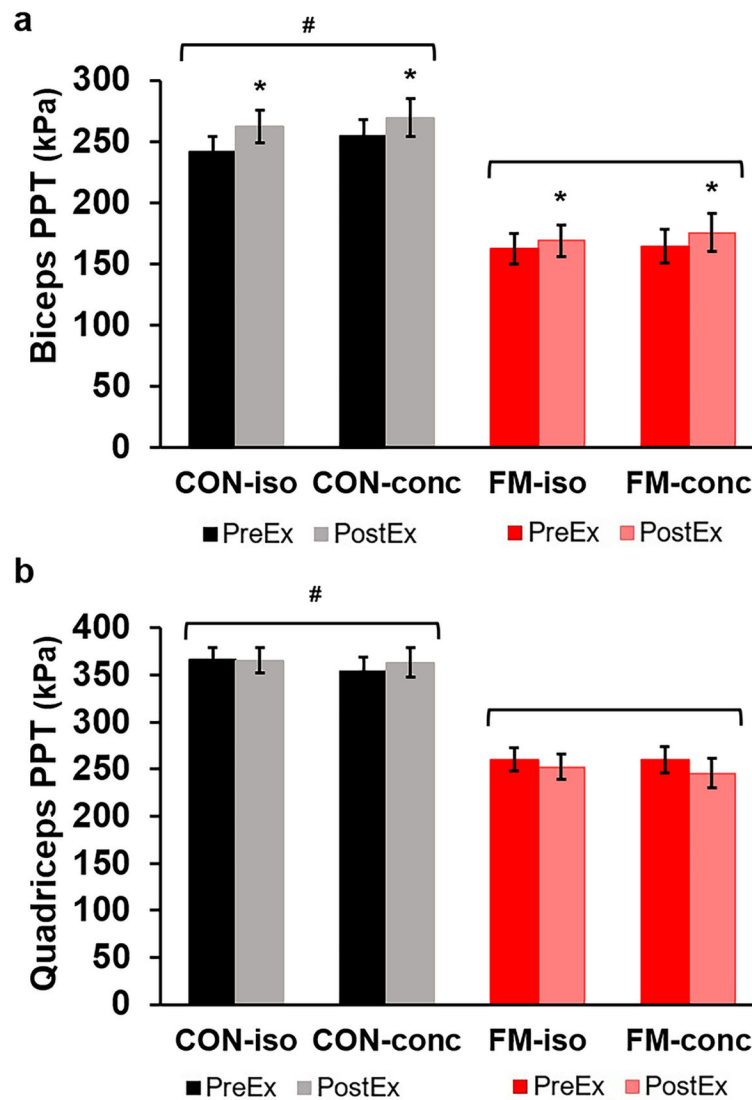 a
#
Biceps PPT (kPa)
300
250
200
150
100
50
0
* * * *
CON-iso CON-conc FM-iso FM-conc
PreEx PostEx PreEx PostEx
b
#
Quadriceps PPT (kPa)
400
350
300
250
200
150
100
50
0
CON-iso CON-conc FM-iso FM-conc
PreEx PostEx PreEx PostEx